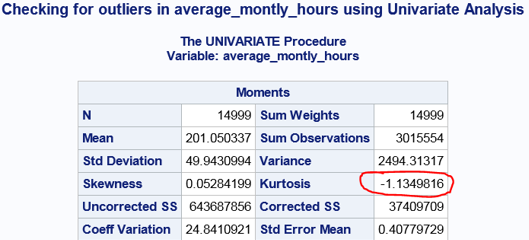 Checking for outliers in average_montly_hours using Univariate Analysis
The UNIVARIATE Procedure
Variable: average_montly_hours
Moments
N 14999 Sum Weights 14999
Mean 201.050337 Sum Observations 3015554
Std Deviation 49.9430994 Variance 2494.31317
Skewness 0.05284199 Kurtosis -1.1349816
Uncorrected SS 643687856 Corrected SS 37409709
Coeff Variation 24.8410921 Std Error Mean 0.40779729